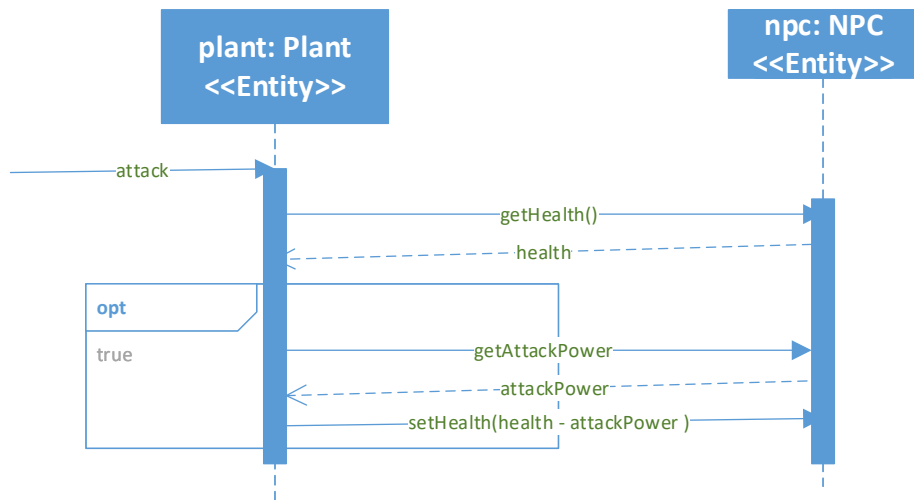 plant: Plant
<<Entity>>
npc: NPC
<<Entity>>
attack
getHealth()
health
opt
true
getAttackPower
attackPower
setHealth(health - attackPower )